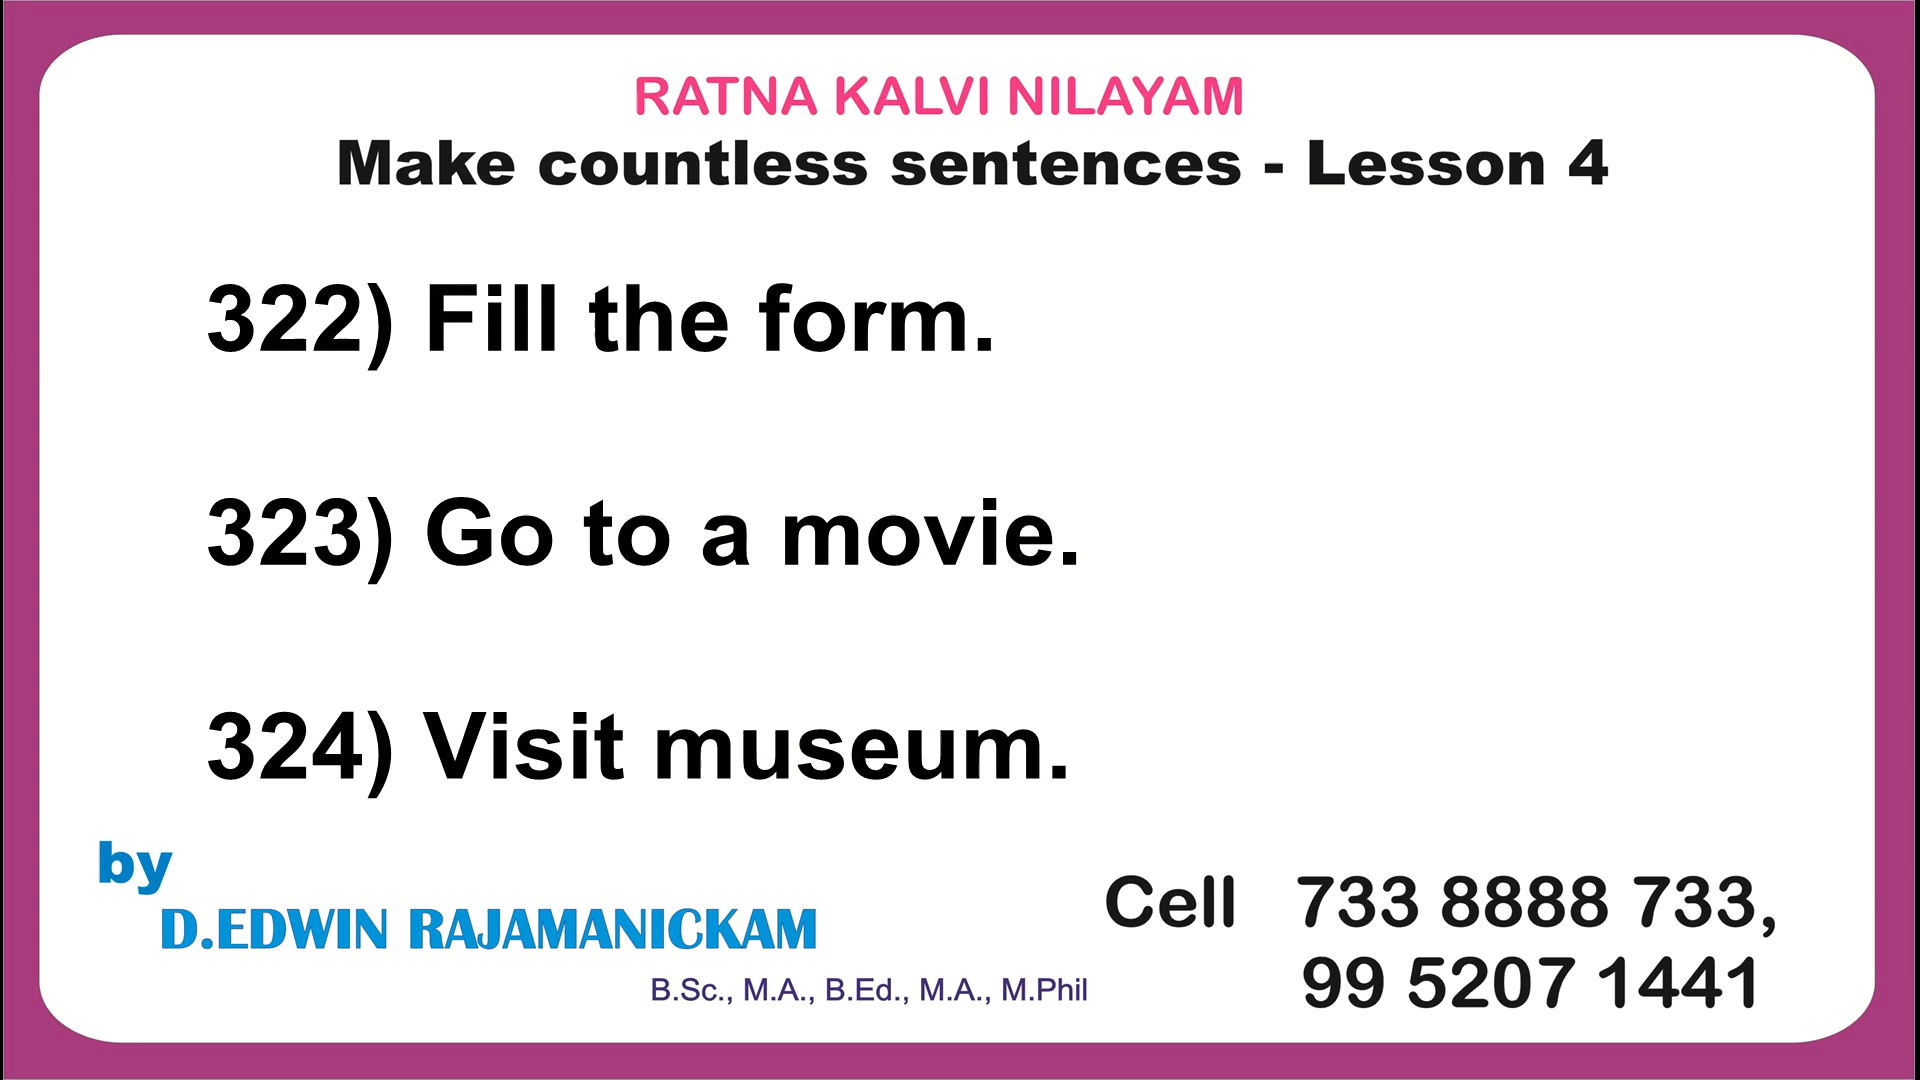 RATNA KALVI NILAYAM
Make countless sentences - Lesson 4
322) Fill the form.
323) Go to a movie.
324) Visit museum.
by
D.EDWIN RAJAMANICKAM
B.Sc., M.A., B.Ed., M.A., M.Phil
Cell 733 8888 733,
99 5207 1441